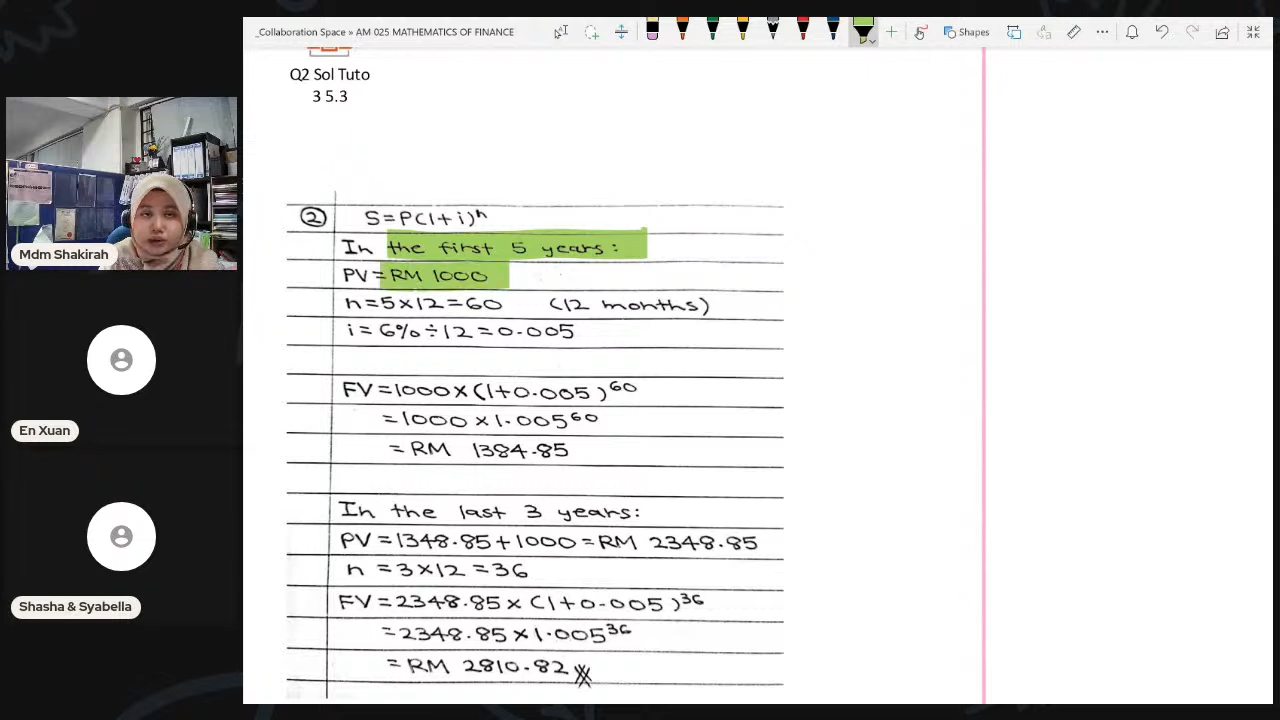 _Collaboration Space » AM 025 MATHEMATICS OF FINANCE
Shapes
Q2 Sol Tuto
3 5.3
Mdm Shakirah
En Xuan
Shasha & Syabella
② S=P(1+i)ⁿ
In the first 5 years:
PV=RM 1000
n=5×12=60 (12 months)
i=6%÷12=0.005
FV=1000×(1+0.005)⁶⁰
=1000×1.005⁶⁰
=RM 1384.85
In the last 3 years:
PV=1348.85+1000=RM 2348.85
n=3×12=36
FV=2348.85×(1+0.005)³⁶
=2348.85×1.005³⁶
=RM 2810.82